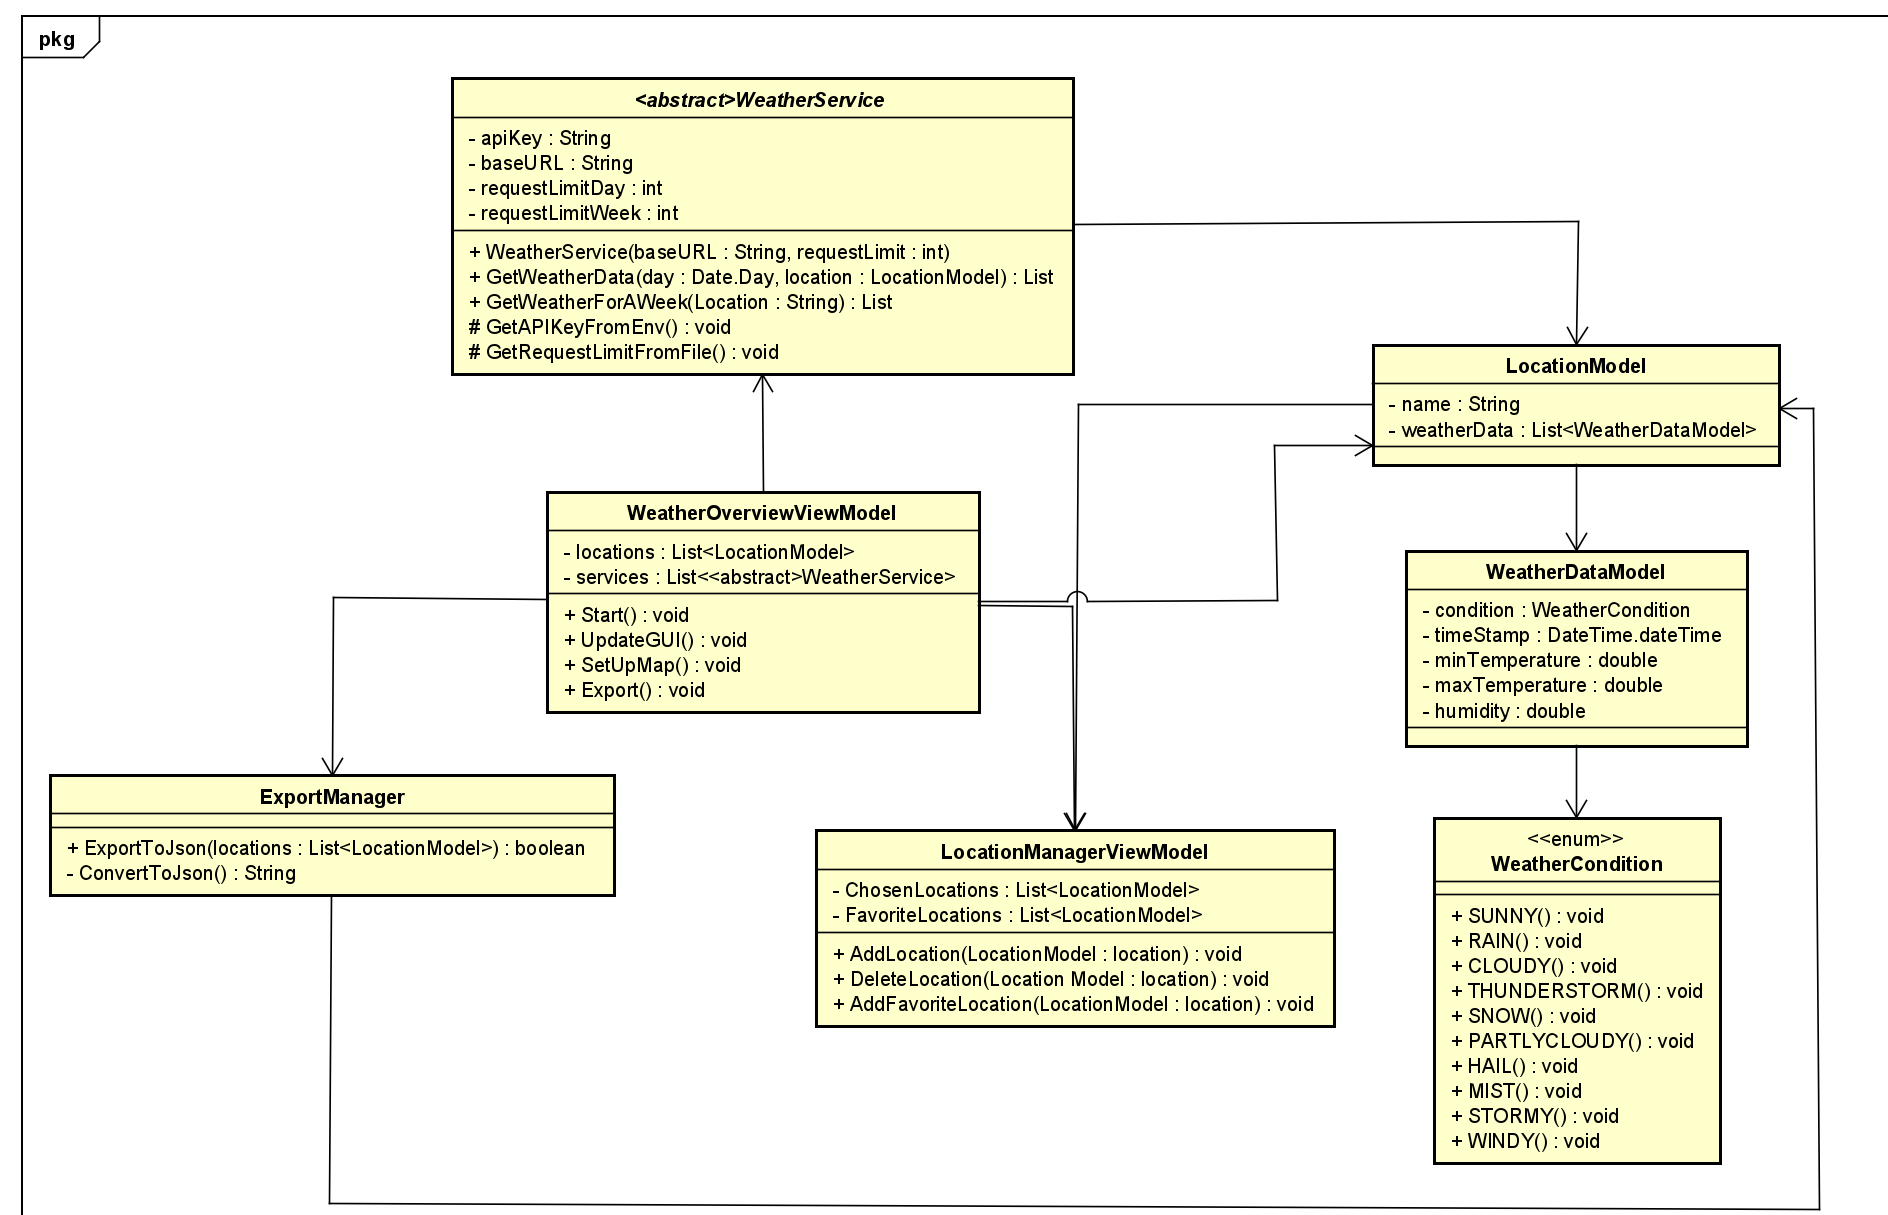 pkg
<abstract>WeatherService
- apiKey : String
- baseURL : String
- requestLimitDay : int
- requestLimitWeek : int
+ WeatherService(baseURL : String, requestLimit : int)
+ GetWeatherData(day : Date.Day, location : LocationModel) : List
+ GetWeatherForAWeek(Location : String) : List
# GetAPIKeyFromEnv() : void
# GetRequestLimitFromFile() : void
LocationModel
- name : String
- weatherData : List<WeatherDataModel>
WeatherOverviewViewModel
- locations : List<LocationModel>
- services : List<<abstract>WeatherService>
+ Start() : void
+ UpdateGUI() : void
+ SetUpMap() : void
+ Export() : void
WeatherDataModel
- condition : WeatherCondition
- timeStamp : DateTime.dateTime
- minTemperature : double
- maxTemperature : double
- humidity : double
ExportManager
+ ExportToJson(locations : List<LocationModel>) : boolean
- ConvertToJson() : String
LocationManagerViewModel
- ChosenLocations : List<LocationModel>
- FavoriteLocations : List<LocationModel>
+ AddLocation(LocationModel : location) : void
+ DeleteLocation(Location Model : location) : void
+ AddFavoriteLocation(LocationModel : location) : void
<<enum>>
WeatherCondition
+ SUNNY() : void
+ RAIN() : void
+ CLOUDY() : void
+ THUNDERSTORM() : void
+ SNOW() : void
+ PARTLYCLOUDY() : void
+ HAIL() : void
+ MIST() : void
+ STORMY() : void
+ WINDY() : void